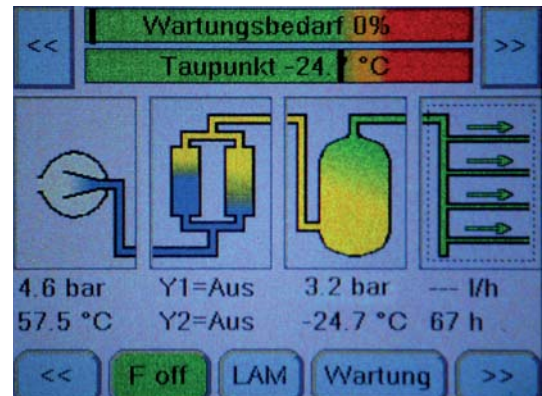 << Wartungsbedarf 0% >>
Taupunkt -24.7 °C
4.6 bar Y1=Aus 3.2 bar --- l/h
57.5 °C Y2=Aus -24.7 °C 67 h
<< F off LAM Wartung >>